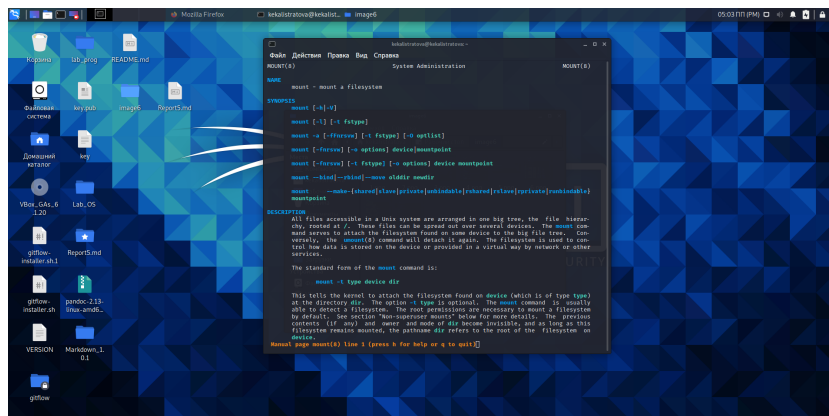 Mozilla Firefox
kekalistratova@kekalist...
image6
05:03 ПП (PM)
Корзина
lab_prog
README.md
Файловая система
key.pub
image6
Report5.md
Домашний каталог
key
VBox_GAs_6.1.20
Lab_OS
gitflow-installer.sh.1
Report5.md
gitflow-installer.sh
pandoc-2.13-linux-amd6...
VERSION
Markdown_1.0.1
gitflow
kekalistratova@kekalistratova: ~
Файл Действия Правка Вид Справка
MOUNT(8) System Administration MOUNT(8)
NAME
mount - mount a filesystem
SYNOPSIS
mount [-h|-V]
mount [-l] [-t fstype]
mount -a [-fFnrsvw] [-t fstype] [-O optlist]
mount [-fnrsvw] [-o options] device|mountpoint
mount [-fnrsvw] [-t fstype] [-o options] device mountpoint
mount --bind|--rbind|--move olddir newdir
mount --make-{shared|slave|private|unbindable|rshared|rslave|rprivate|runbindable}
mountpoint
DESCRIPTION
All files accessible in a Unix system are arranged in one big tree, the file hierar-
chy, rooted at /. These files can be spread out over several devices. The mount com-
mand serves to attach the filesystem found on some device to the big file tree. Con-
versely, the umount(8) command will detach it again. The filesystem is used to con-
trol how data is stored on the device or provided in a virtual way by network or other
services.
The standard form of the mount command is:
mount -t type device dir
This tells the kernel to attach the filesystem found on device (which is of type type)
at the directory dir. The option -t type is optional. The mount command is usually
able to detect a filesystem. The root permissions are necessary to mount a filesystem
by default. See section "Non-superuser mounts" below for more details. The previous
contents (if any) and owner and mode of dir become invisible, and as long as this
filesystem remains mounted, the pathname dir refers to the root of the filesystem on
device.
Manual page mount(8) line 1 (press h for help or q to quit)